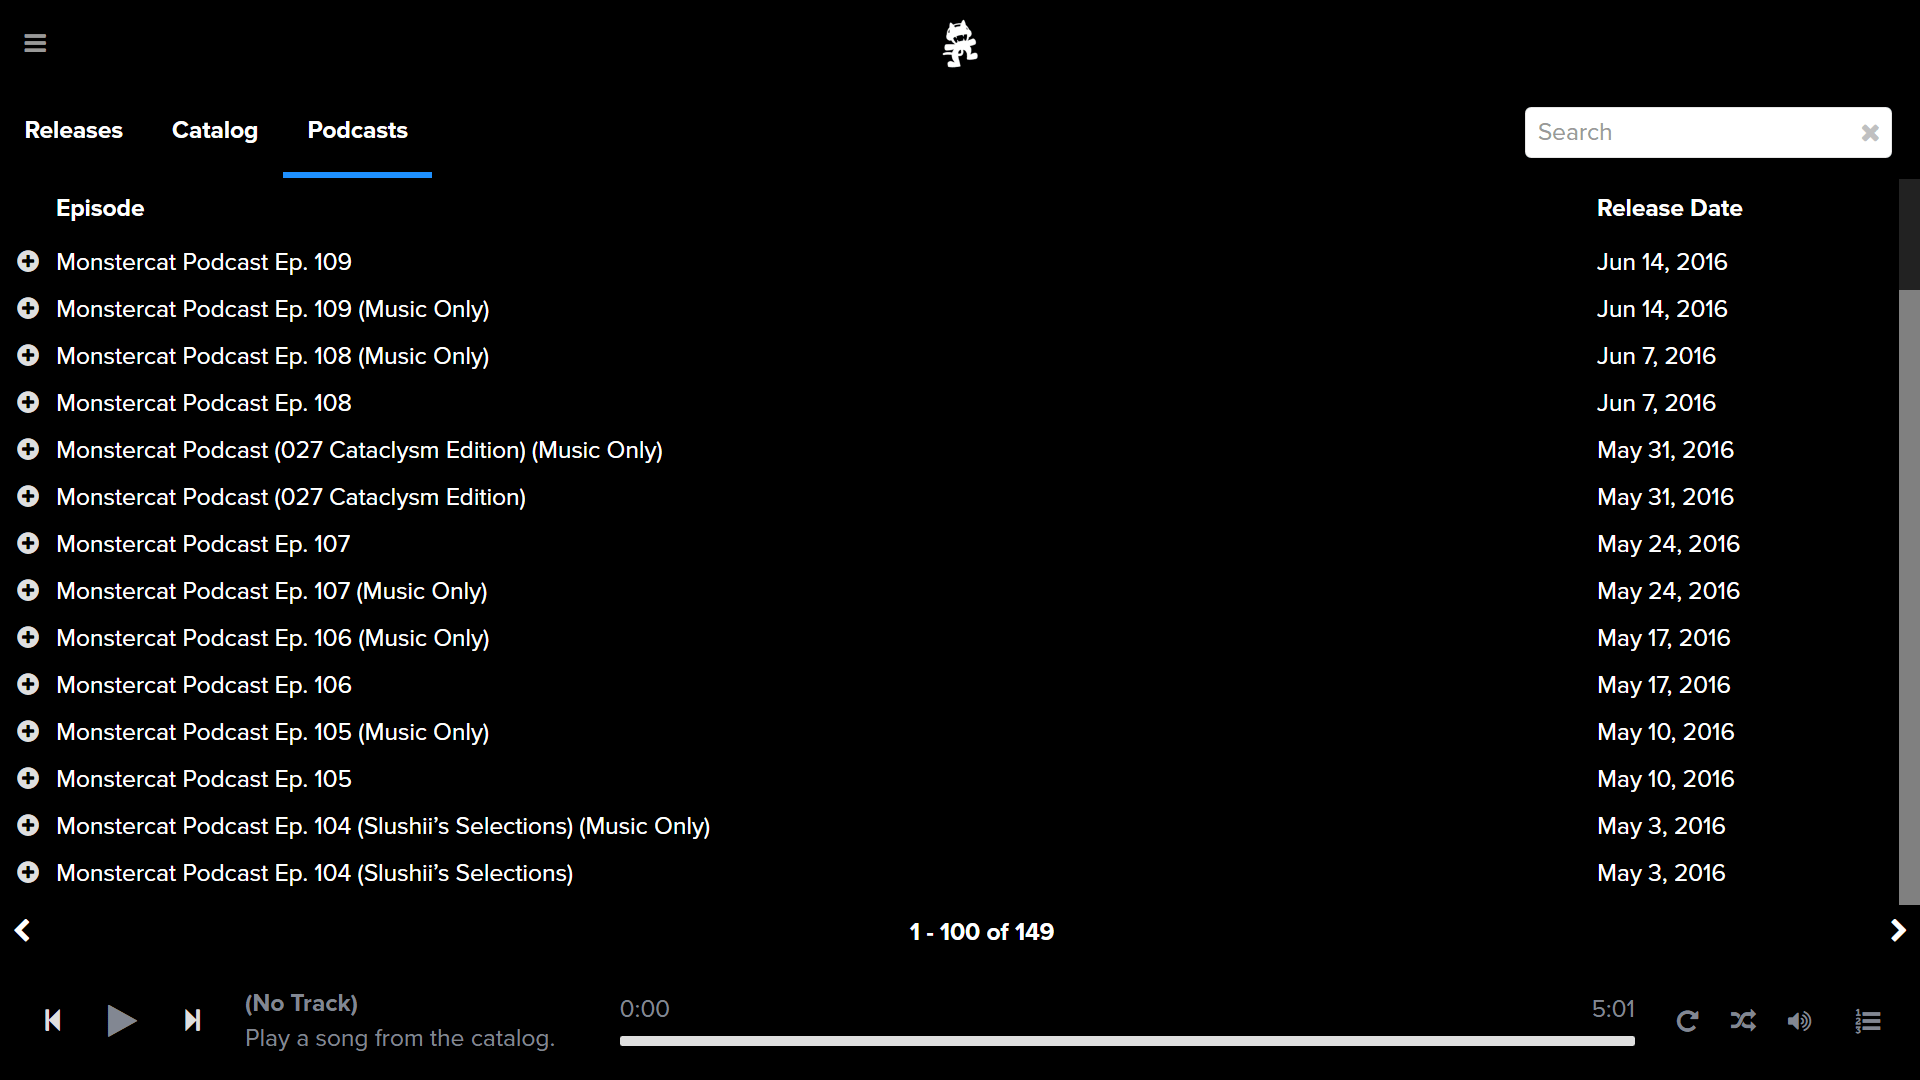 Releases Catalog Podcasts Search
Episode Release Date
Monstercat Podcast Ep. 109 Jun 14, 2016
Monstercat Podcast Ep. 109 (Music Only) Jun 14, 2016
Monstercat Podcast Ep. 108 (Music Only) Jun 7, 2016
Monstercat Podcast Ep. 108 Jun 7, 2016
Monstercat Podcast (027 Cataclysm Edition) (Music Only) May 31, 2016
Monstercat Podcast (027 Cataclysm Edition) May 31, 2016
Monstercat Podcast Ep. 107 May 24, 2016
Monstercat Podcast Ep. 107 (Music Only) May 24, 2016
Monstercat Podcast Ep. 106 (Music Only) May 17, 2016
Monstercat Podcast Ep. 106 May 17, 2016
Monstercat Podcast Ep. 105 (Music Only) May 10, 2016
Monstercat Podcast Ep. 105 May 10, 2016
Monstercat Podcast Ep. 104 (Slushii’s Selections) (Music Only) May 3, 2016
Monstercat Podcast Ep. 104 (Slushii’s Selections) May 3, 2016
1 - 100 of 149
(No Track) 0:00 5:01
Play a song from the catalog.